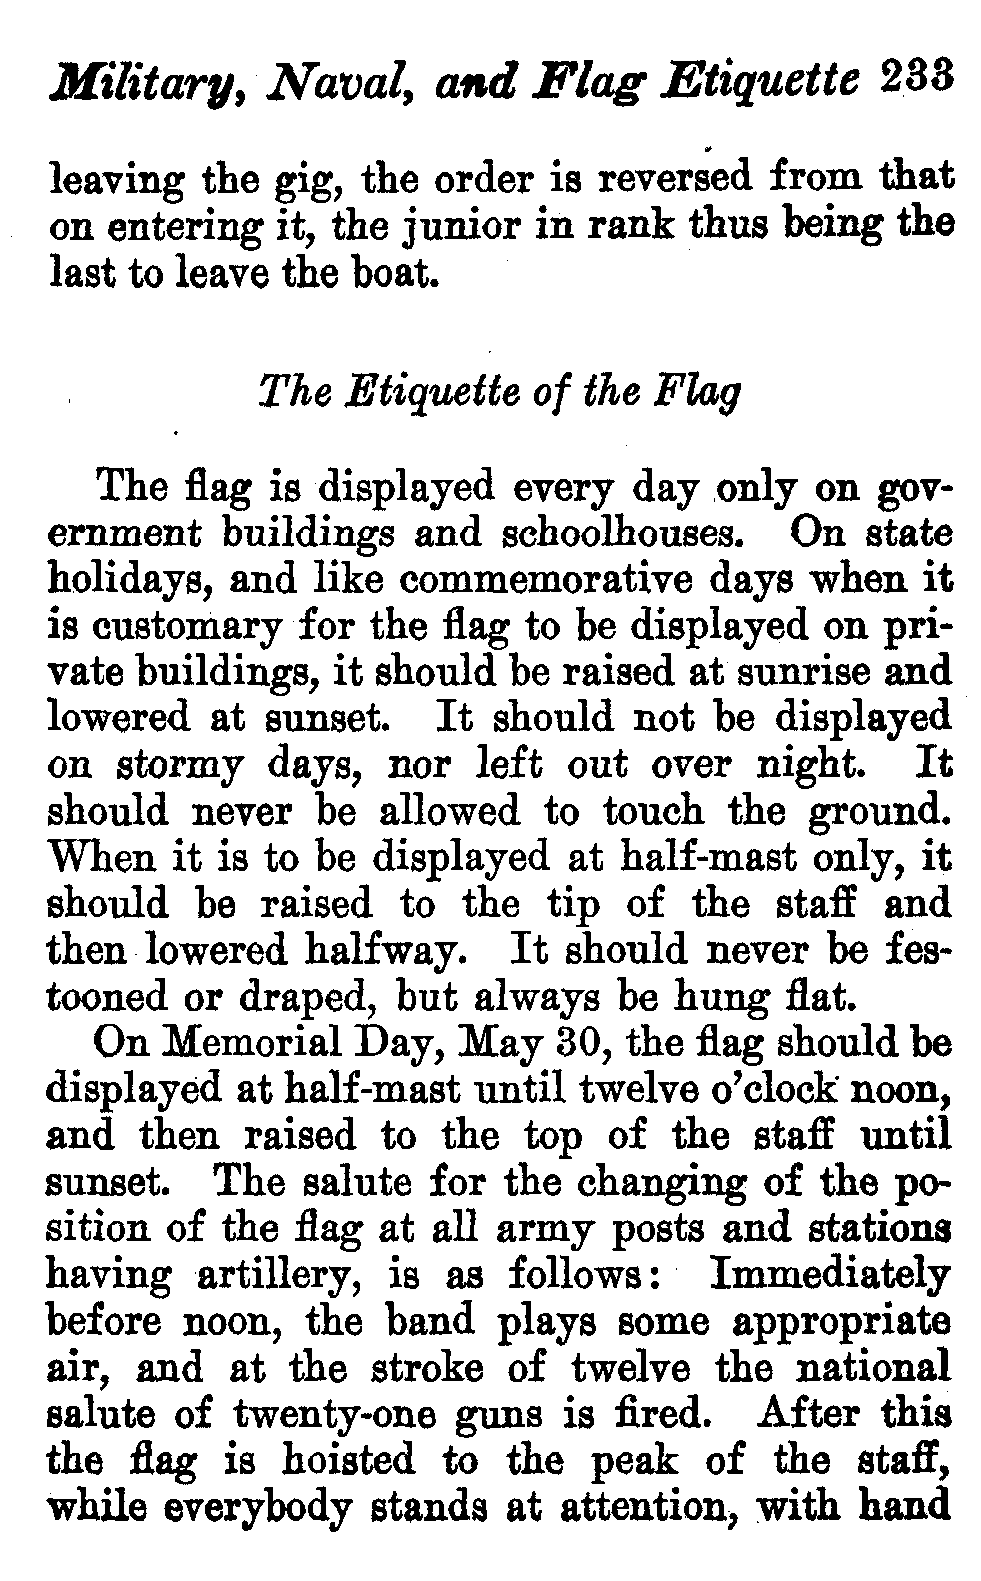 Military, Naval, and Flag Etiquette 233
leaving the gig, the order is reversed from that
on entering it, the junior in rank thus being the
last to leave the boat.
The Etiquette of the Flag
The flag is displayed every day only on gov-
ernment buildings and schoolhouses. On state
holidays, and like commemorative days when it
is customary for the flag to be displayed on pri-
vate buildings, it should be raised at sunrise and
lowered at sunset. It should not be displayed
on stormy days, nor left out over night. It
should never be allowed to touch the ground.
When it is to be displayed at half-mast only, it
should be raised to the tip of the staff and
then lowered halfway. It should never be fes-
tooned or draped, but always be hung flat.
On Memorial Day, May 30, the flag should be
displayed at half-mast until twelve o'clock noon,
and then raised to the top of the staff until
sunset. The salute for the changing of the po-
sition of the flag at all army posts and stations
having artillery, is as follows: Immediately
before noon, the band plays some appropriate
air, and at the stroke of twelve the national
salute of twenty-one guns is fired. After this
the flag is hoisted to the peak of the staff,
while everybody stands at attention, with hand